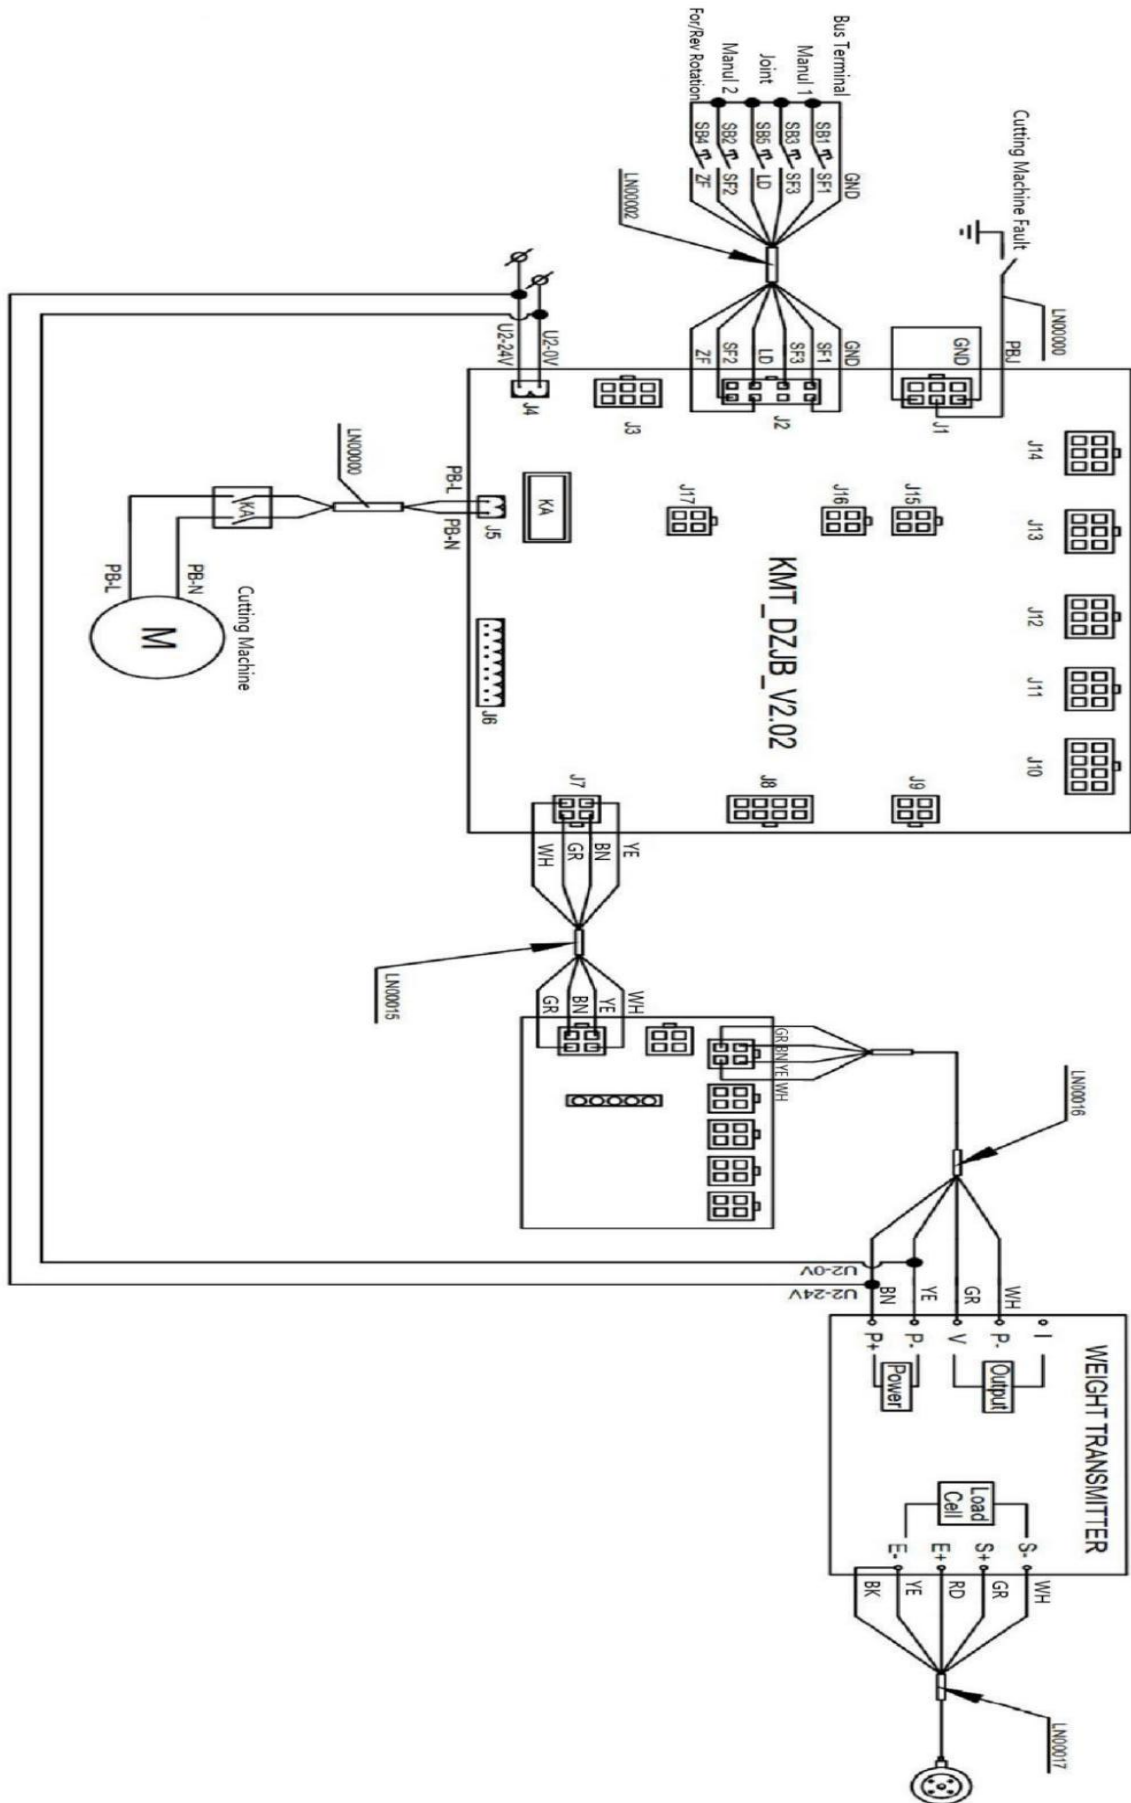 Bus Terminal
Manul 1
Joint
Manul 2
For/Rev Rotation
GND
SB1
SF1
SB3
SF3
SB5
LD
SB2
SF2
SB4
ZF
LN00002
Cutting Machine Fault
LN00000
PBJ
GND
GND
SF1
SF3
LD
SF2
ZF
U2-0V
U2-24V
J1
J2
J3
J4
J14
J13
J12
J11
J10
J15
J16
J17
KMT_DZJB_V2.02
KA
J5
J6
J7
J8
J9
PB-L
PB-N
LN00000
KA
PB-L
PB-N
M
Cutting Machine
YE
BN
GR
WH
LN00015
WH
YE
BN
GR
GR
BN
YE
WH
LN00016
U2-0V
U2-24V
WH
GR
YE
BN
WEIGHT TRANSMITTER
I
P-
V
P-
P+
Output
Power
Load
Cell
S-
S+
E+
E-
WH
GR
RD
YE
BK
LN00017